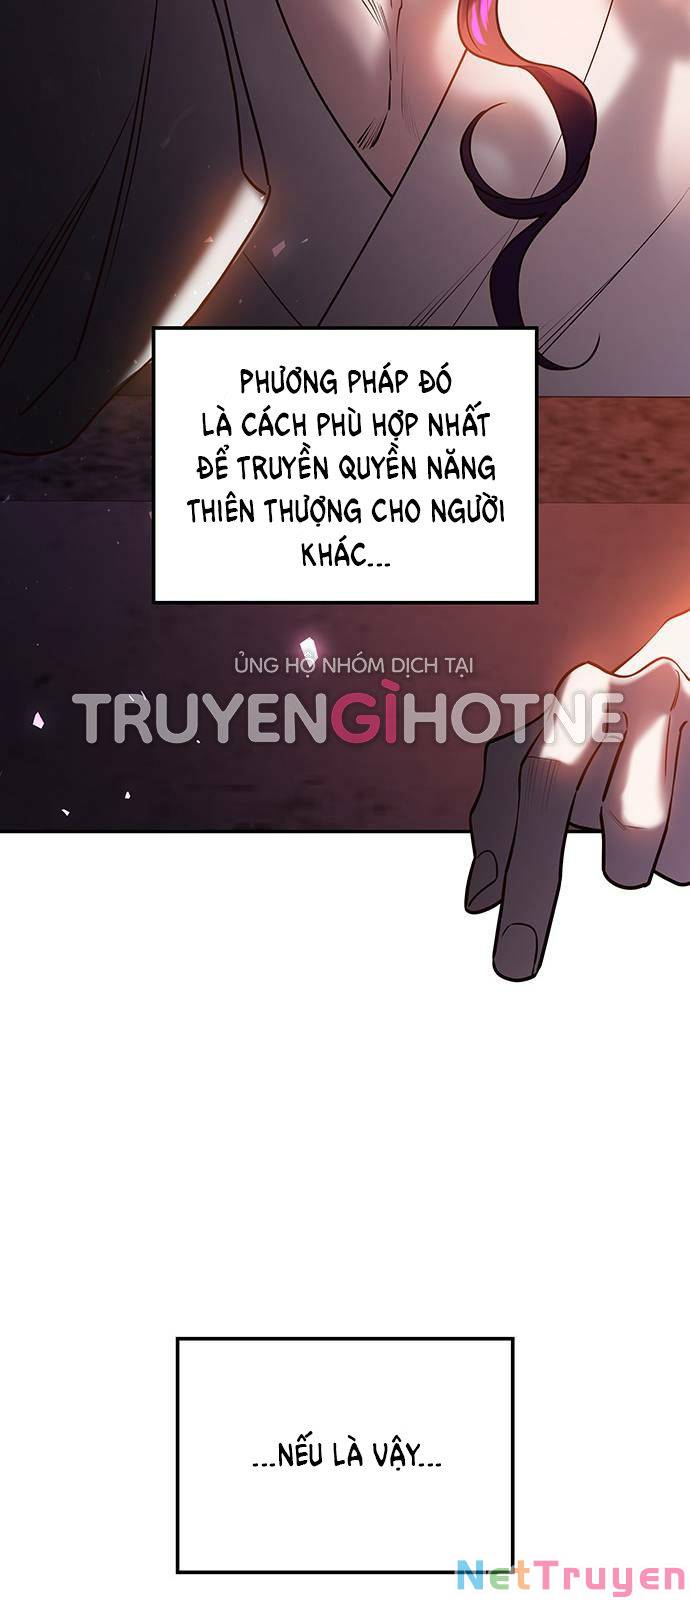 PHƯƠNG PHÁP ĐÓ
LÀ CÁCH PHÙ HỢP NHẤT
ĐỂ TRUYỀN QUYỀN NĂNG
THIÊN THƯỢNG CHO NGƯỜI
KHÁC...
ỦNG HỘ NHÓM DỊCH TẠI
TRUYENGÌHOTNE
...NẾU LÀ VẬY...
NetTruyen